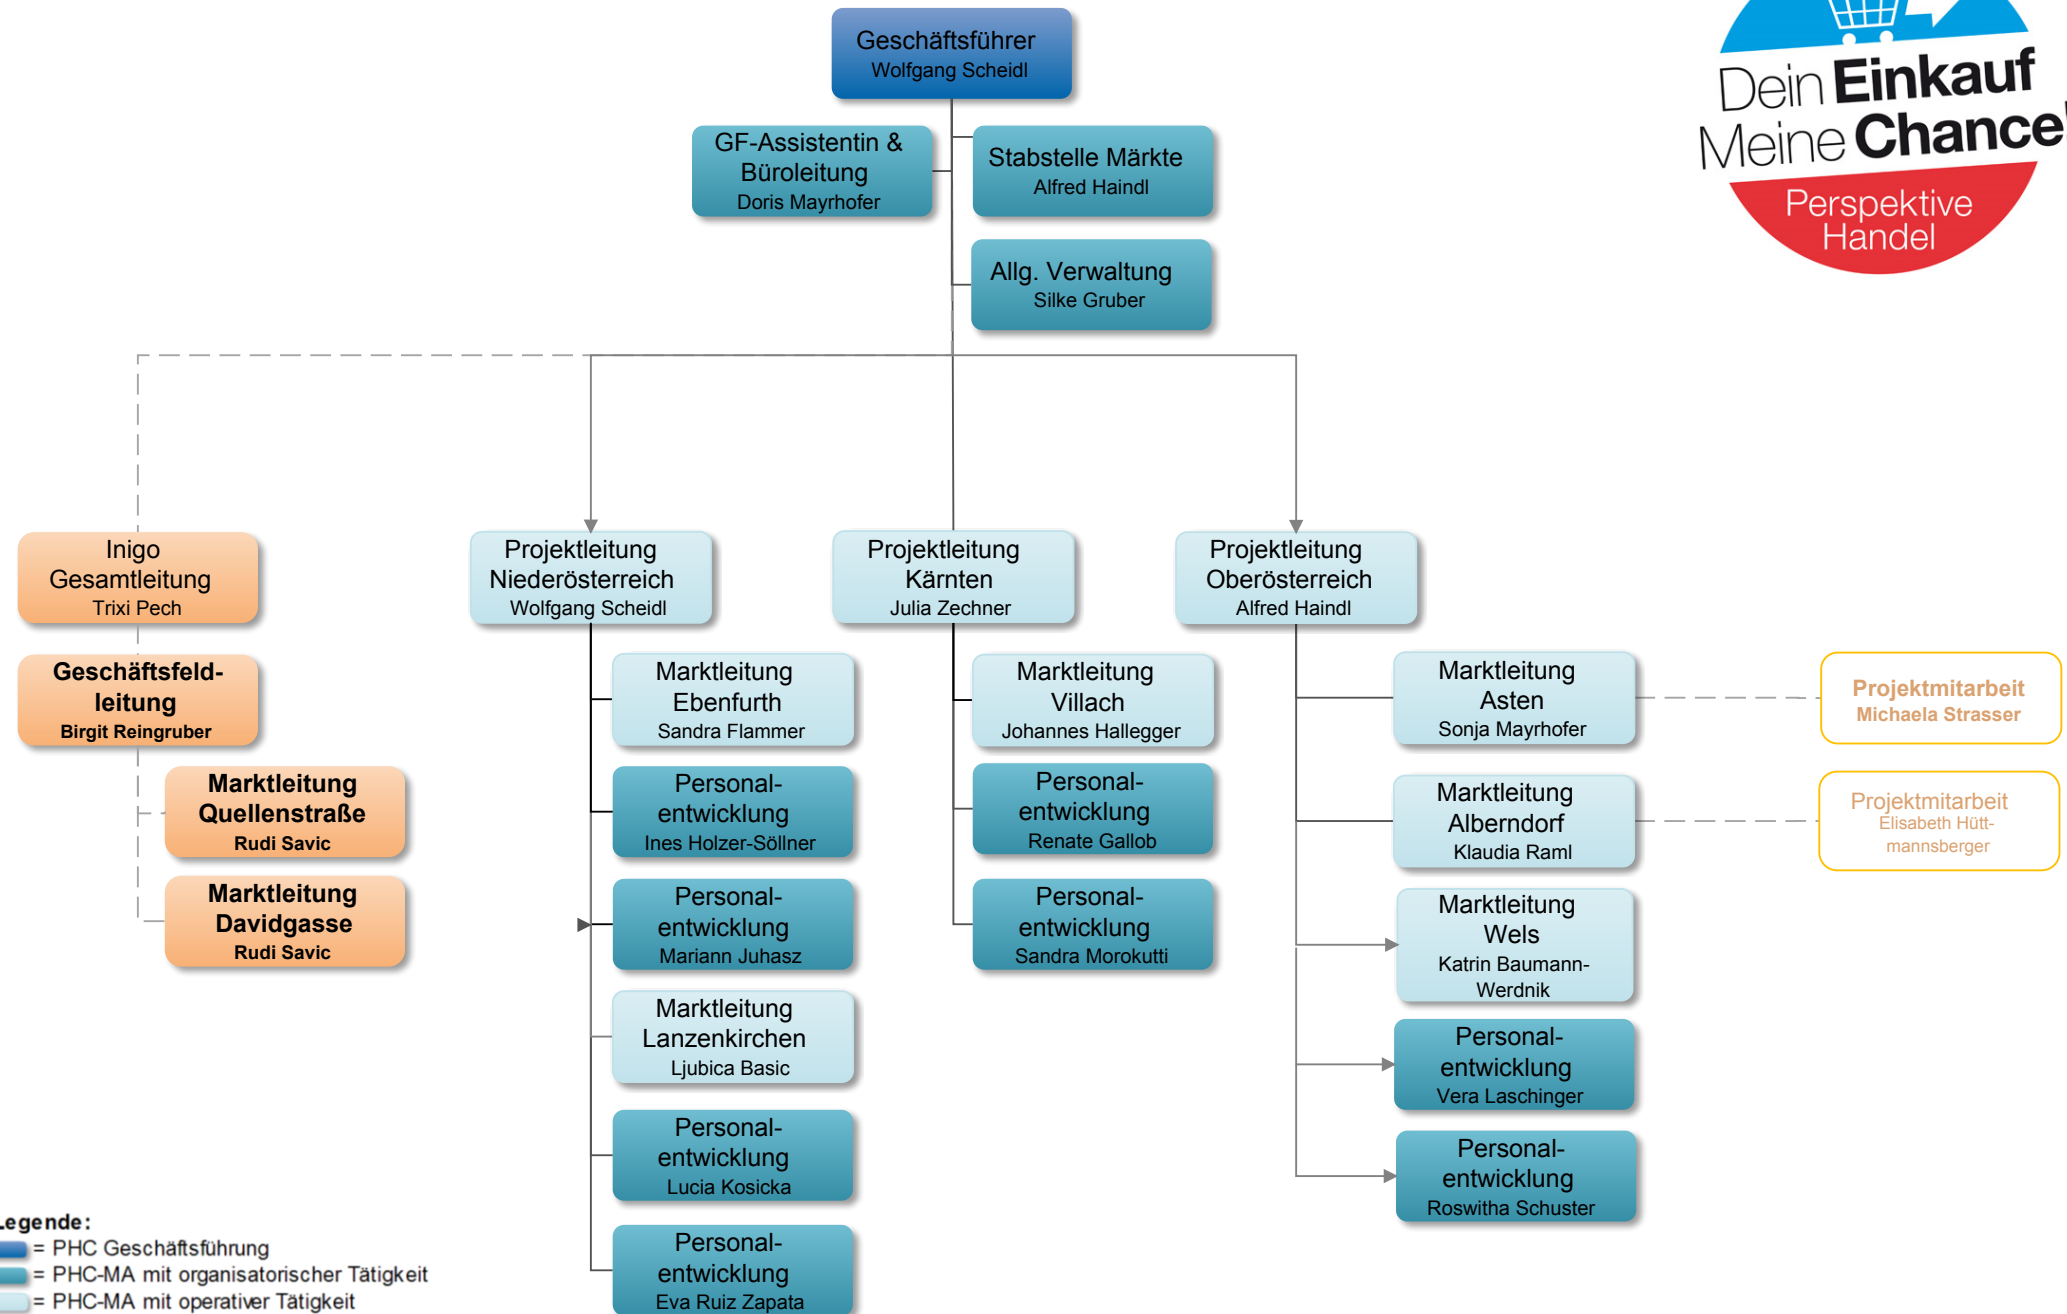 Geschäftsführer
Wolfgang Scheidl
GF-Assistentin &
Büroleitung
Doris Mayrhofer
Stabstelle Märkte
Alfred Haindl
Allg. Verwaltung
Silke Gruber
Dein Einkauf
Meine Chance!
Perspektive
Handel
Inigo
Gesamtleitung
Trixi Pech
Geschäftsfeld-
leitung
Birgit Reingruber
Marktleitung
Quellenstraße
Rudi Savic
Marktleitung
Davidgasse
Rudi Savic
Projektleitung
Niederösterreich
Wolfgang Scheidl
Marktleitung
Ebenfurth
Sandra Flammer
Personal-
entwicklung
Ines Holzer-Söllner
Personal-
entwicklung
Mariann Juhasz
Marktleitung
Lanzenkirchen
Ljubica Basic
Personal-
entwicklung
Lucia Kosicka
Personal-
entwicklung
Eva Ruiz Zapata
Projektleitung
Kärnten
Julia Zechner
Marktleitung
Villach
Johannes Hallegger
Personal-
entwicklung
Renate Gallob
Personal-
entwicklung
Sandra Morokutti
Projektleitung
Oberösterreich
Alfred Haindl
Marktleitung
Asten
Sonja Mayrhofer
Marktleitung
Alberndorf
Klaudia Raml
Marktleitung
Wels
Katrin Baumann-
Werdnik
Personal-
entwicklung
Vera Laschinger
Personal-
entwicklung
Roswitha Schuster
Projektmitarbeit
Michaela Strasser
Projektmitarbeit
Elisabeth Hütt-
mannsberger
Legende:
= PHC Geschäftsführung
= PHC-MA mit organisatorischer Tätigkeit
= PHC-MA mit operativer Tätigkeit